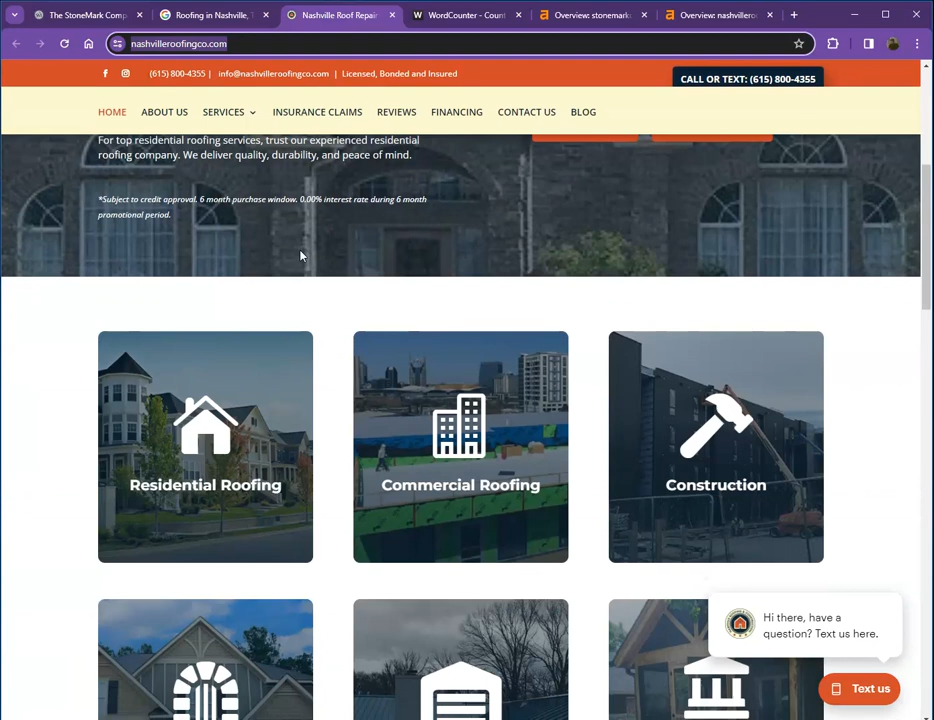 The StoneMark Comp
Roofing in Nashville, T
Nashville Roof Repair
WordCounter - Coun
Overview: stonemark
Overview: nashvillero
nashvilleroofingco.com
(615) 800-4355 | info@nashvilleroofingco.com | Licensed, Bonded and Insured
CALL OR TEXT: (615) 800-4355
HOME ABOUT US SERVICES INSURANCE CLAIMS REVIEWS FINANCING CONTACT US BLOG
For top residential roofing services, trust our experienced residential
roofing company. We deliver quality, durability, and peace of mind.
*Subject to credit approval. 6 month purchase window. 0.00% interest rate during 6 month
promotional period.
Residential Roofing
Commercial Roofing
Construction
Hi there, have a
question? Text us here.
Text us